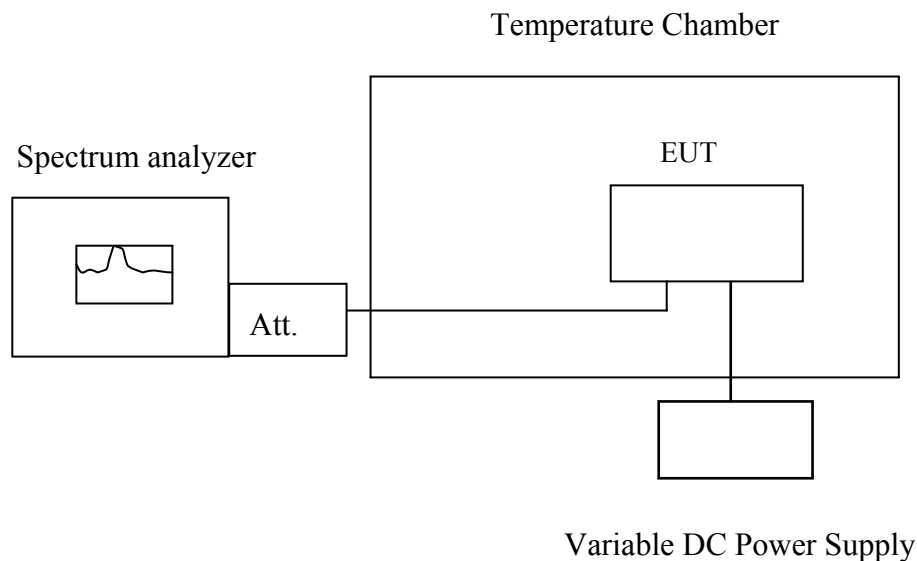 Temperature Chamber
Spectrum analyzer
EUT
Att.
Variable DC Power Supply